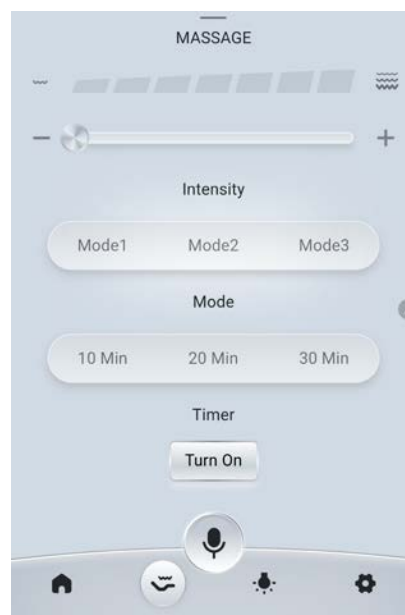 MASSAGE
Intensity
Mode1 Mode2 Mode3
Mode
10 Min 20 Min 30 Min
Timer
Turn On